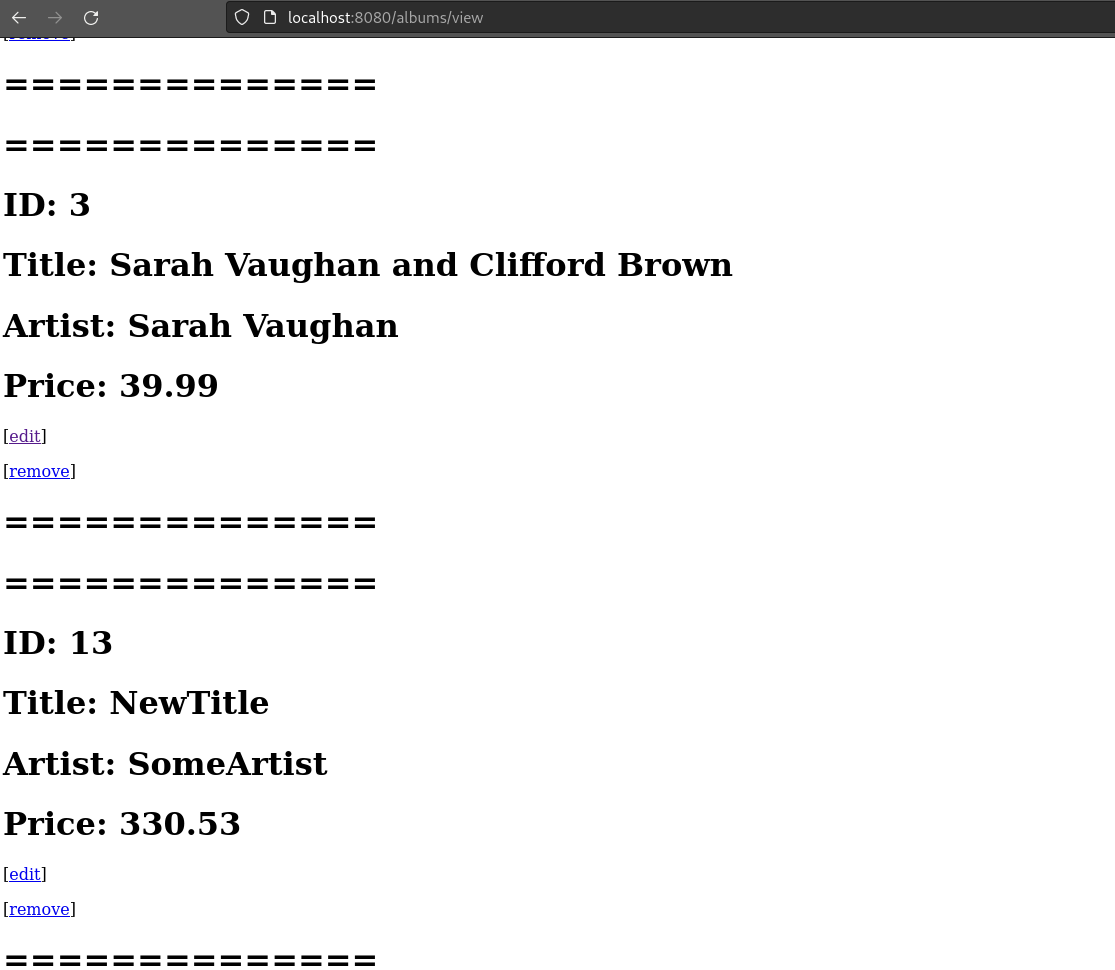 localhost:8080/albums/view
[remove]
==============
==============
ID: 3
Title: Sarah Vaughan and Clifford Brown
Artist: Sarah Vaughan
Price: 39.99
[edit]
[remove]
==============
==============
ID: 13
Title: NewTitle
Artist: SomeArtist
Price: 330.53
[edit]
[remove]
==============